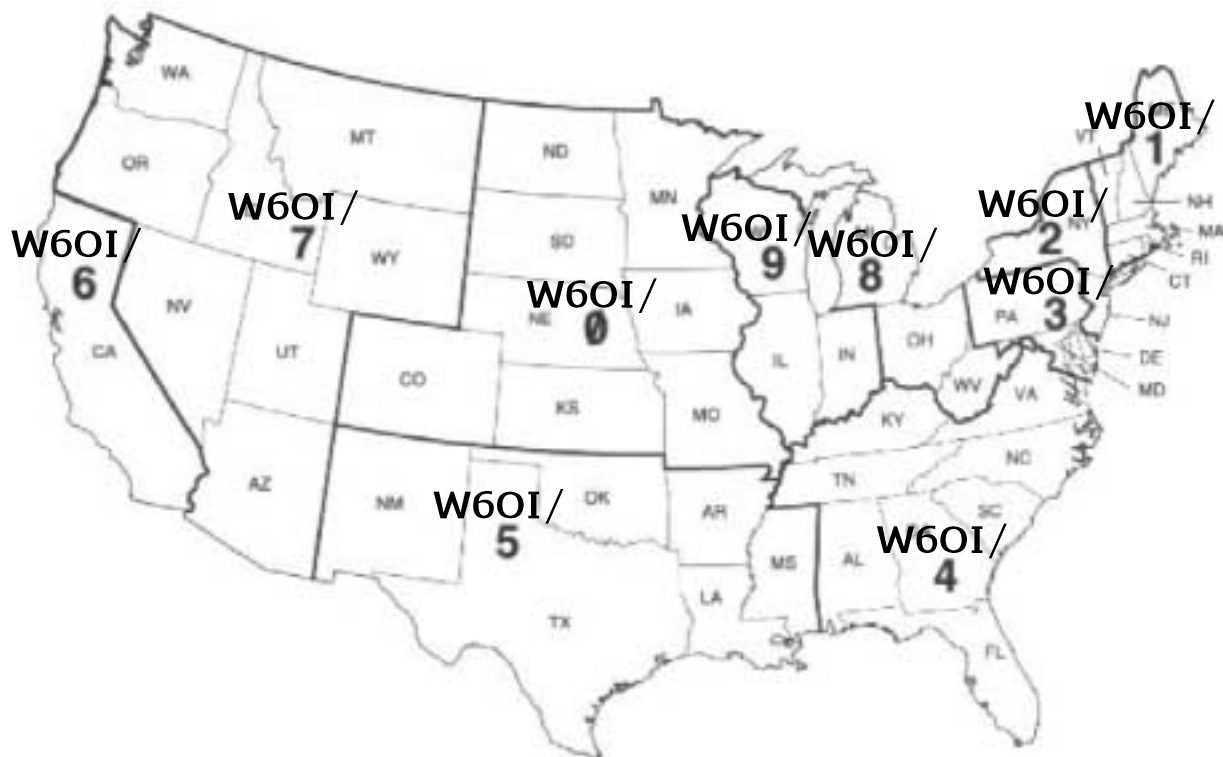 WA
W6OI/
1
MT
VT
OR
ND
MN
W6OI/
2
NY
NH
W6OI/
7
W6OI/
9
MA
W6OI/
6
SD
W6OI/
8
WY
RI
W6OI/
3
PA
CT
W6OI/
0
NE
IA
NV
NJ
CA
UT
OH
IN
IL
DE
CO
WV
MD
VA
KS
MO
KY
NC
TN
AZ
NM
W6OI/
5
OK
AR
SC
W6OI/
4
MS
AL
LA
TX
FL